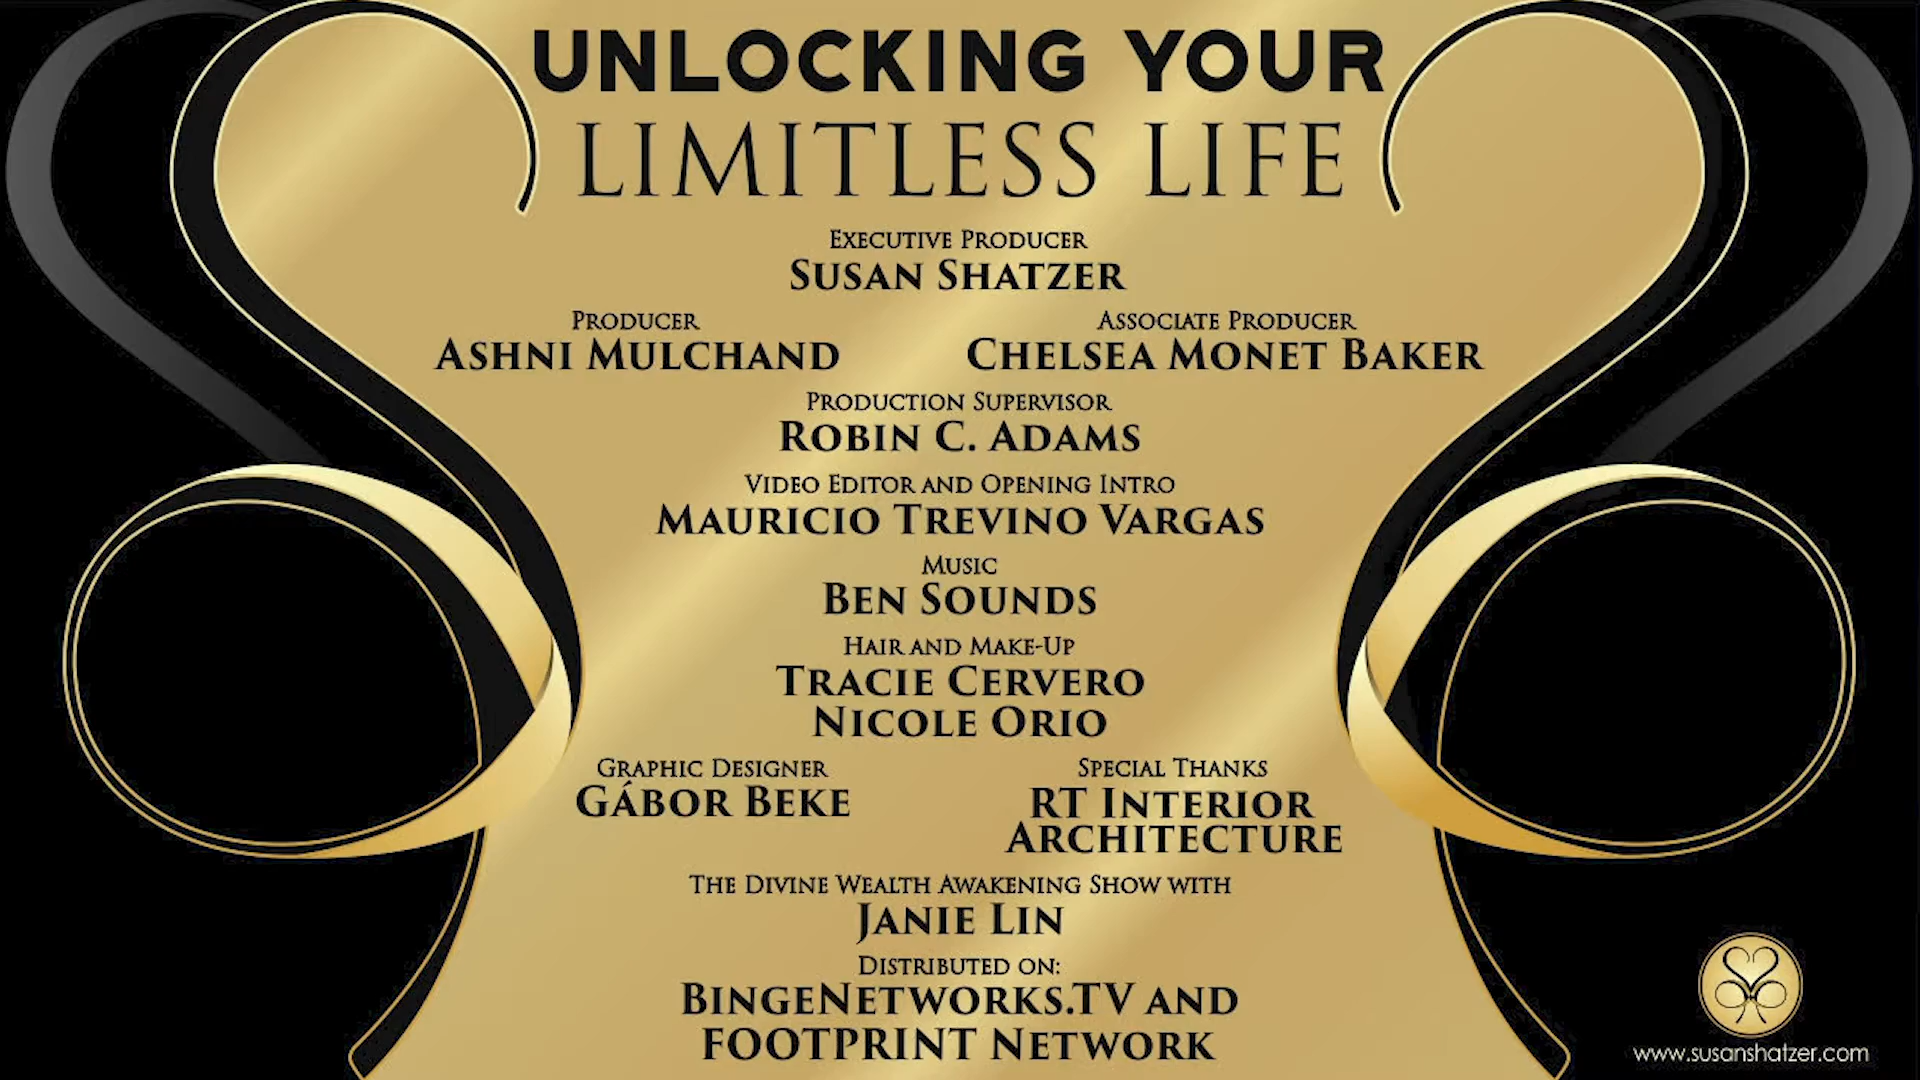 UNLOCKING YOUR
LIMITLESS LIFE
EXECUTIVE PRODUCER
SUSAN SHATZER
PRODUCER
ASHNI MULCHAND
ASSOCIATE PRODUCER
CHELSEA MONET BAKER
PRODUCTION SUPERVISOR
ROBIN C. ADAMS
VIDEO EDITOR AND OPENING INTRO
MAURICIO TREVINO VARGAS
MUSIC
BEN SOUNDS
HAIR AND MAKE-UP
TRACIE CERVERO
NICOLE ORIO
GRAPHIC DESIGNER
GÁBOR BEKE
SPECIAL THANKS
RT INTERIOR
ARCHITECTURE
THE DIVINE WEALTH AWAKENING SHOW WITH
JANIE LIN
DISTRIBUTED ON:
BINGENETWORKS.TV AND
FOOTPRINT NETWORK
www.susanshatzer.com